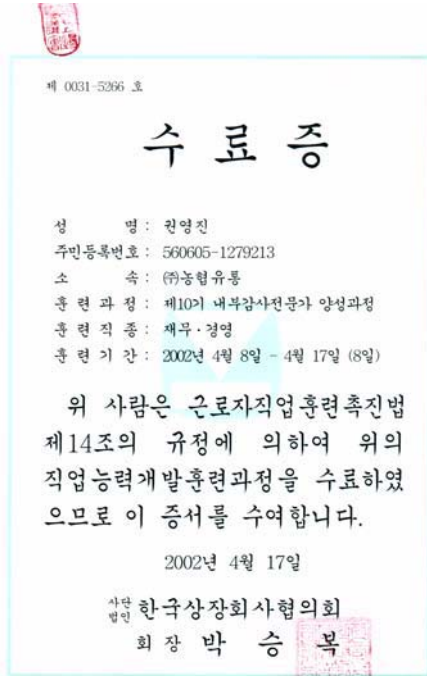 제 0031-5266 호
수 료 증
성 명 : 권영진
주민등록번호 : 560605-1279213
소 속 : ㈜농협유통
훈 련 과 정 : 제10기 내부감사전문가 양성과정
훈 련 직 종 : 재무·경영
훈 련 기 간 : 2002년 4월 8일 - 4월 17일 (8일)
위 사람은 근로자직업훈련촉진법
제14조의 규정에 의하여 위의
직업능력개발훈련과정을 수료하였
으므로 이 증서를 수여합니다.
2002년 4월 17일
사단법인 한국상장회사협의회
회 장 박 승 복